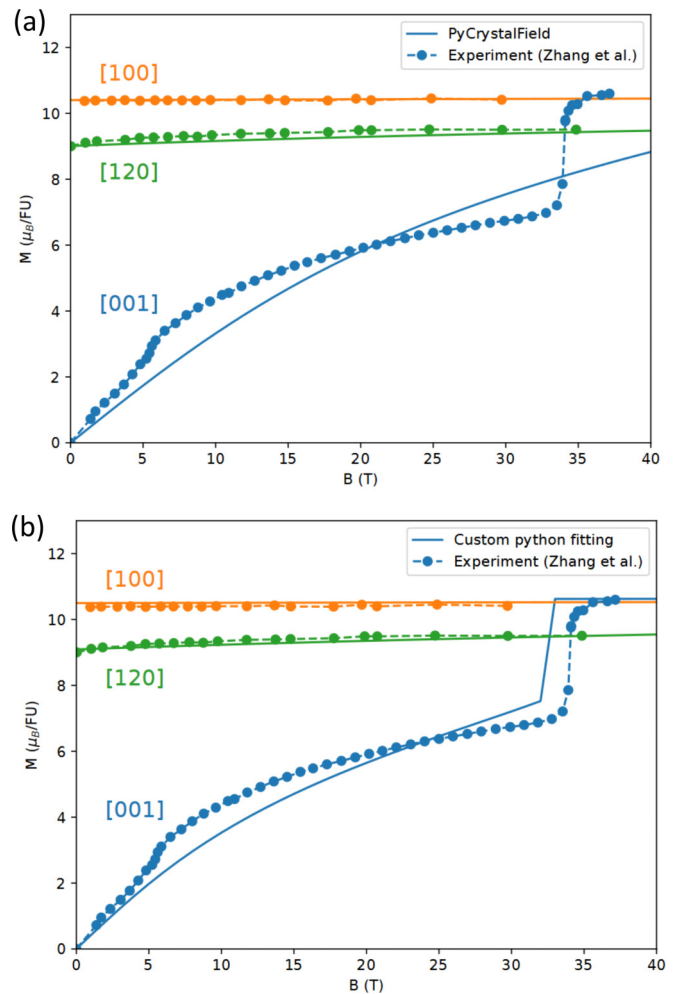 (a)
12
10
8
6
4
2
0
M (μB/FU)
[100]
[120]
[001]
PyCrystalField
Experiment (Zhang et al.)
0 5 10 15 20 25 30 35 40
B (T)
(b)
12
10
8
6
4
2
0
M (μB/FU)
[100]
[120]
[001]
Custom python fitting
Experiment (Zhang et al.)
0 5 10 15 20 25 30 35 40
B (T)